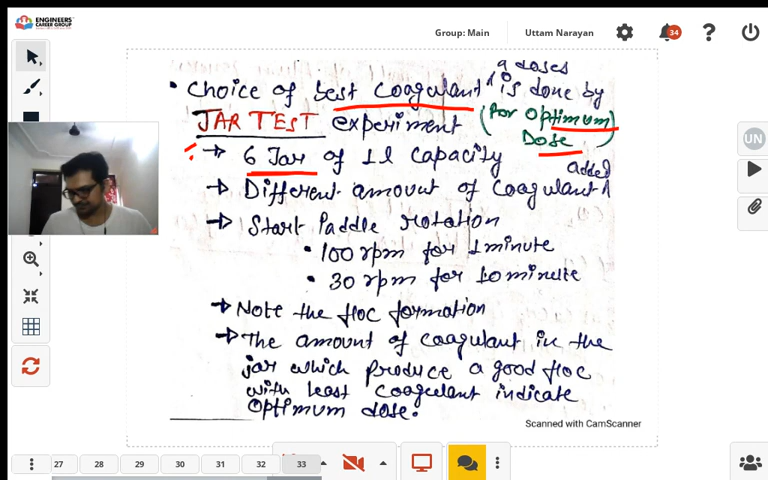 ENGINEERS
CAREER GROUP
Group: Main
Uttam Narayan
34
& doses
• Choice of best Coagulant ^ is done by
JAR TEST experiment (For Optimum
Dose)
→ 6 Jar of 1l Capacity
added
→ Different amount of Coagulant ^
→ Start Paddle rotation
• 100 rpm for 1 minute
• 30 rpm for 10 minute
→ Note the floc formation
→ The amount of coagulant in the
jar which produce a good floc
with least coagulent indicate
Optimum dose.
Scanned with CamScanner
UN
27 28 29 30 31 32 33